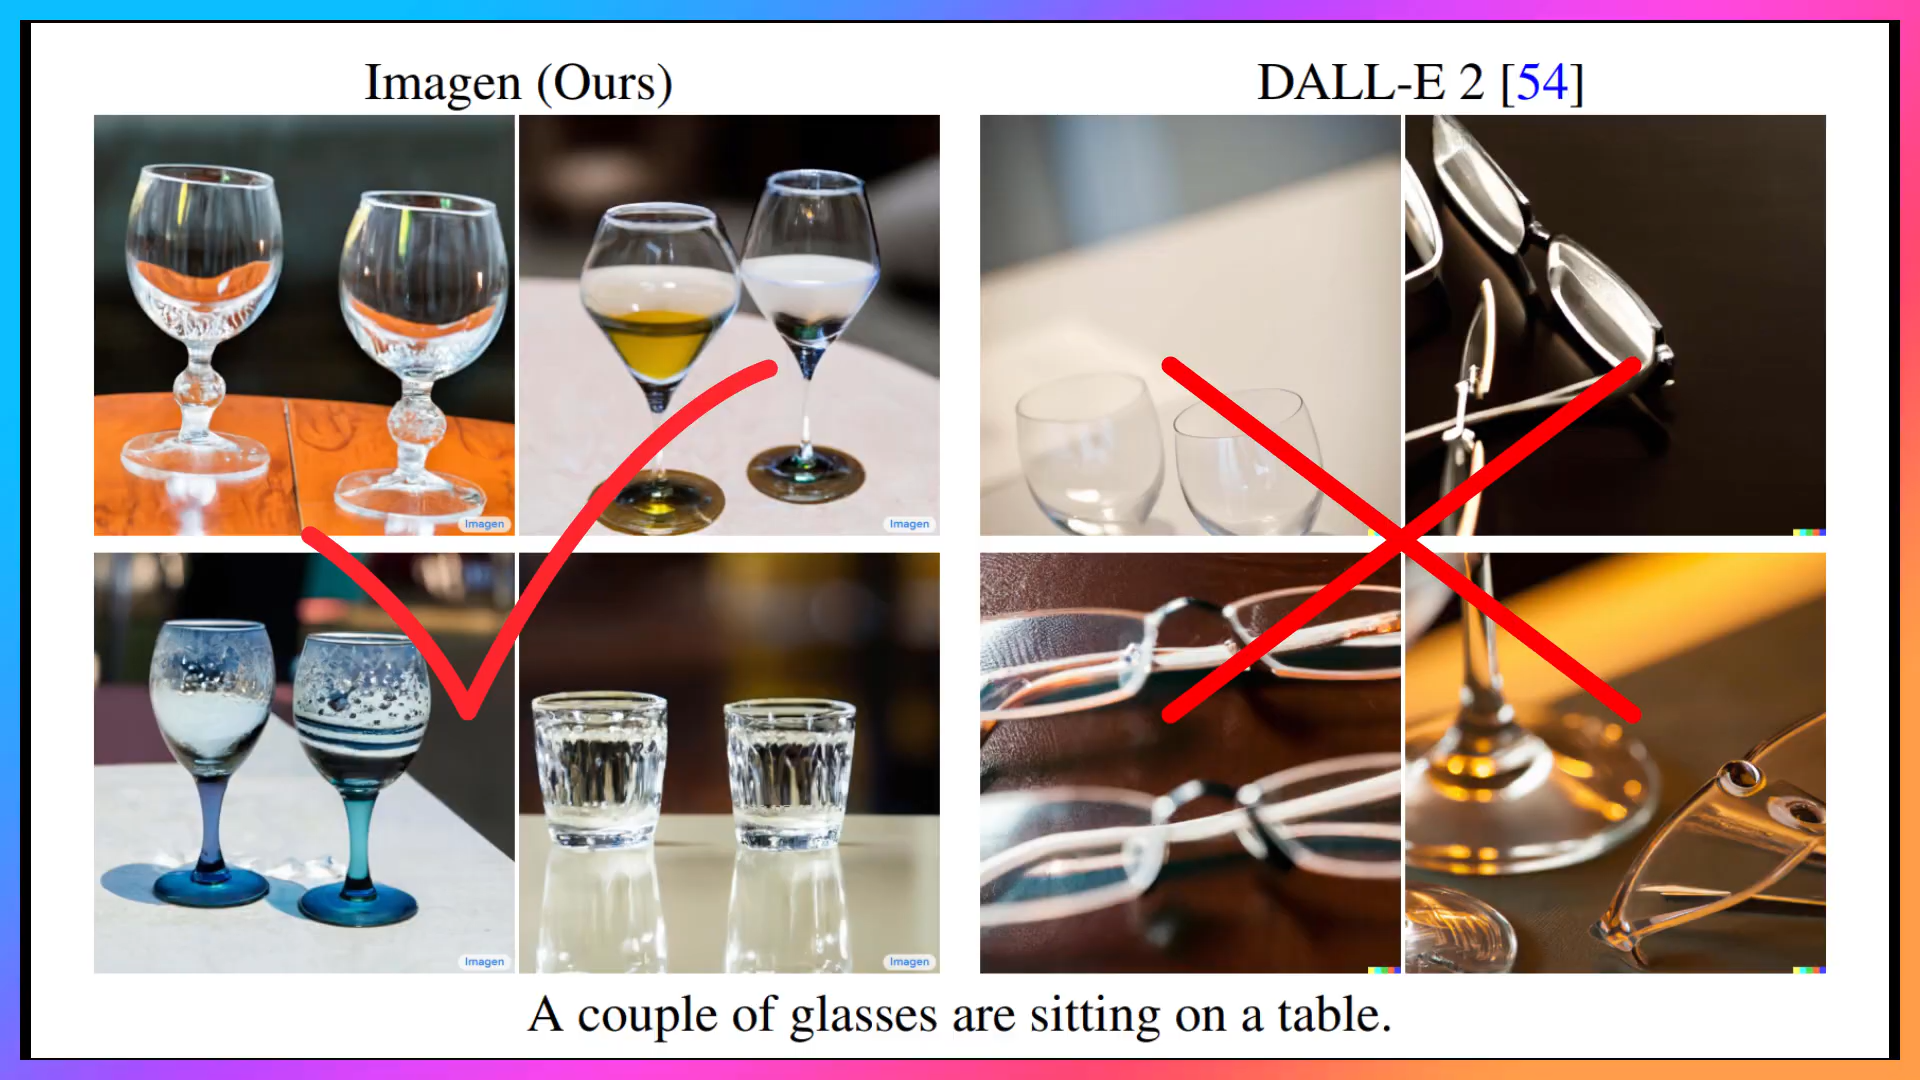 Imagen (Ours)
DALL-E 2 [54]
Imagen
Imagen
Imagen
Imagen
A couple of glasses are sitting on a table.